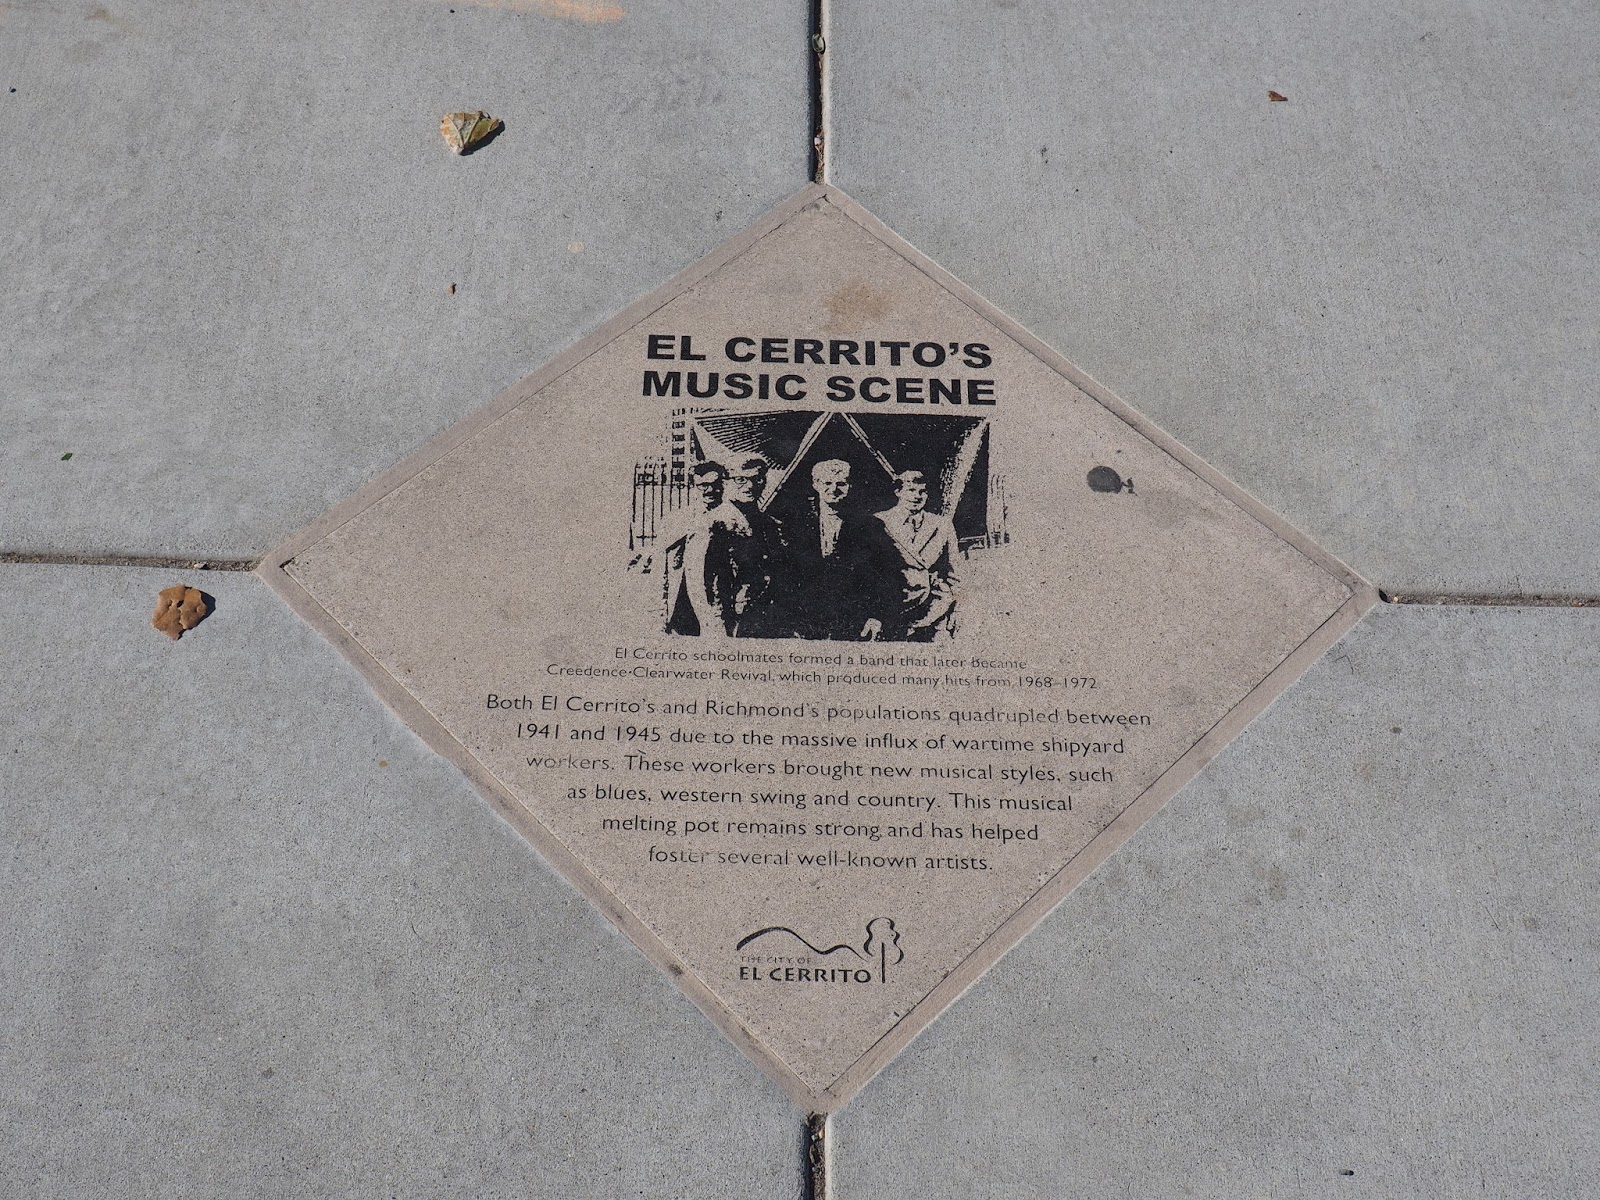 EL CERRITO'S
MUSIC SCENE
El Cerrito schoolmates formed a band that later became
Creedence Clearwater Revival, which produced many hits from 1968-1972
Both El Cerrito's and Richmond's populations quadrupled between
1941 and 1945 due to the massive influx of wartime shipyard
workers. These workers brought new musical styles, such
as blues, western swing and country. This musical
melting pot remains strong and has helped
foster several well-known artists.
THE CITY OF
EL CERRITO